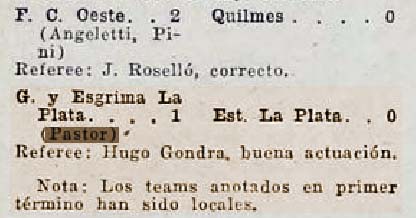 F. C. Oeste. . 2 Quilmes . . . . 0
(Angeletti, Pi-
ni)
Referee: J. Roselló, correcto.
G. y Esgrima La
Plata. . . . 1 Est. La Plata. . 0
(Pastor)
Referee: Hugo Gondra, buena actuación.
Nota: Los teams anotados en primer
término han sido locales.